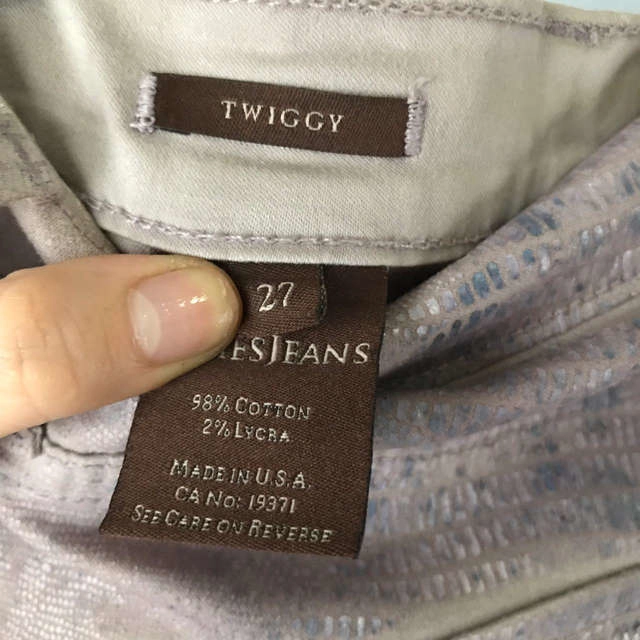 TWIGGY
27
JEANS
98% COTTON
2% LYCRA
MADE IN U.S.A.
CA NO: 19371
SEE CARE ON REVERSE